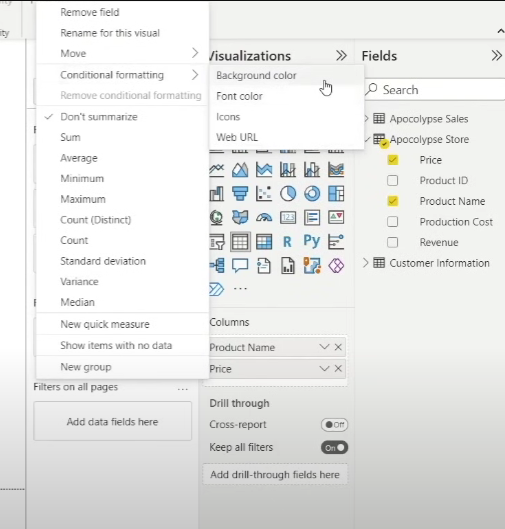 Remove field
Rename for this visual
Move
Conditional formatting
Remove conditional formatting
Don't summarize
Sum
Average
Minimum
Maximum
Count (Distinct)
Count
Standard deviation
Variance
Median
New quick measure
Show items with no data
New group
Filters on all pages
...
Add data fields here
Visualizations
Background color
Font color
Icons
Web URL
R
Py
...
Columns
Product Name
Price
Drill through
Cross-report
Off
Keep all filters
On
Add drill-through fields here
Fields
Search
Apocolypse Sales
Apocalypse Store
Price
Product ID
Product Name
Production Cost
Revenue
Customer Information